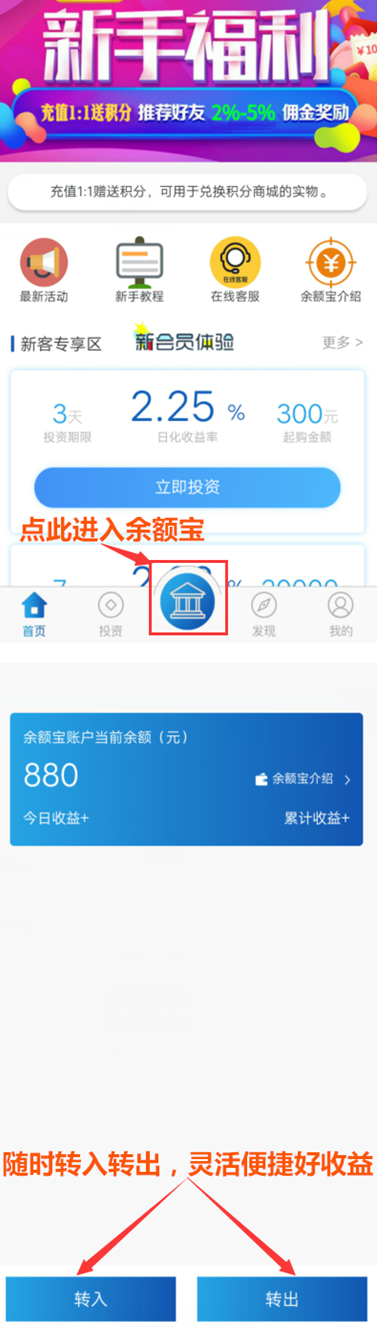 新手福利
¥10
充值1:1送积分 推荐好友 2%-5% 佣金奖励
充值1:1赠送积分，可用于兑换积分商城的实物。
最新活动 新手教程 在线客服 余额宝介绍
在线客服
新客专享区 新会员体验 更多 >
3天 2.25 % 300元
投资期限 日化收益率 起购金额
立即投资
点此进入余额宝
首页 投资 发现 我的
余额宝账户当前余额（元）
880 余额宝介绍 >
今日收益+ 累计收益+
随时转入转出，灵活便捷好收益
转入 转出